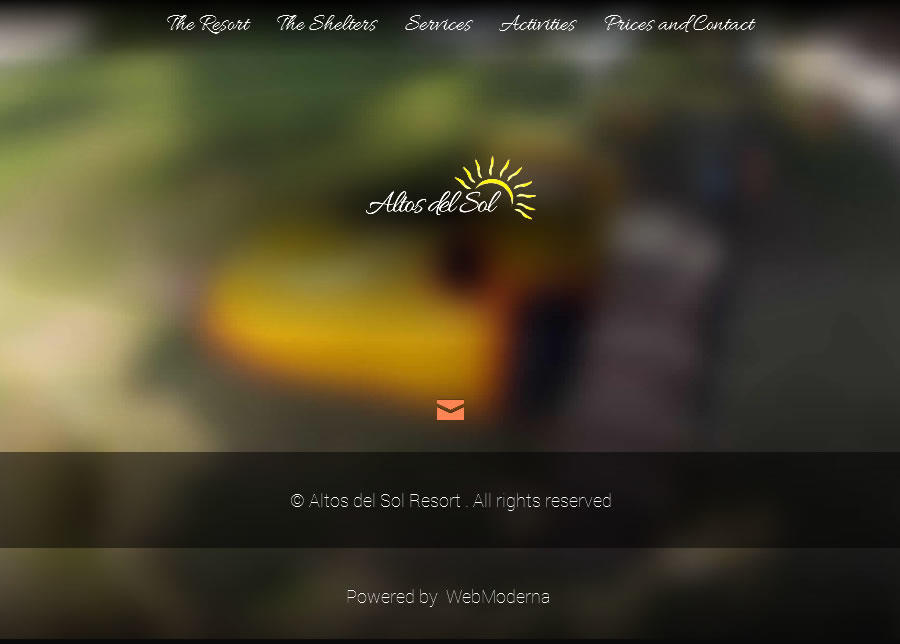 The Resort The Shelters Services Activities Prices and Contact
Altos del Sol
© Altos del Sol Resort . All rights reserved
Powered by WebModerna